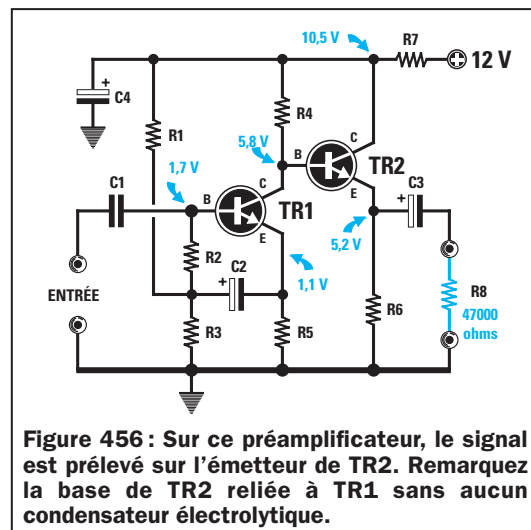 10,5 V
R7
12 V
+
C4
R1
R4
5,8 V
C
B
TR2
E
1,7 V
C1
B
C
TR1
E
+
C3
5,2 V
R2
C2
+
1,1 V
ENTRÉE
R3
R5
R6
R8
47000
ohms
Figure 456 : Sur ce préamplificateur, le signal
est prélevé sur l'émetteur de TR2. Remarquez
la base de TR2 reliée à TR1 sans aucun
condensateur électrolytique.